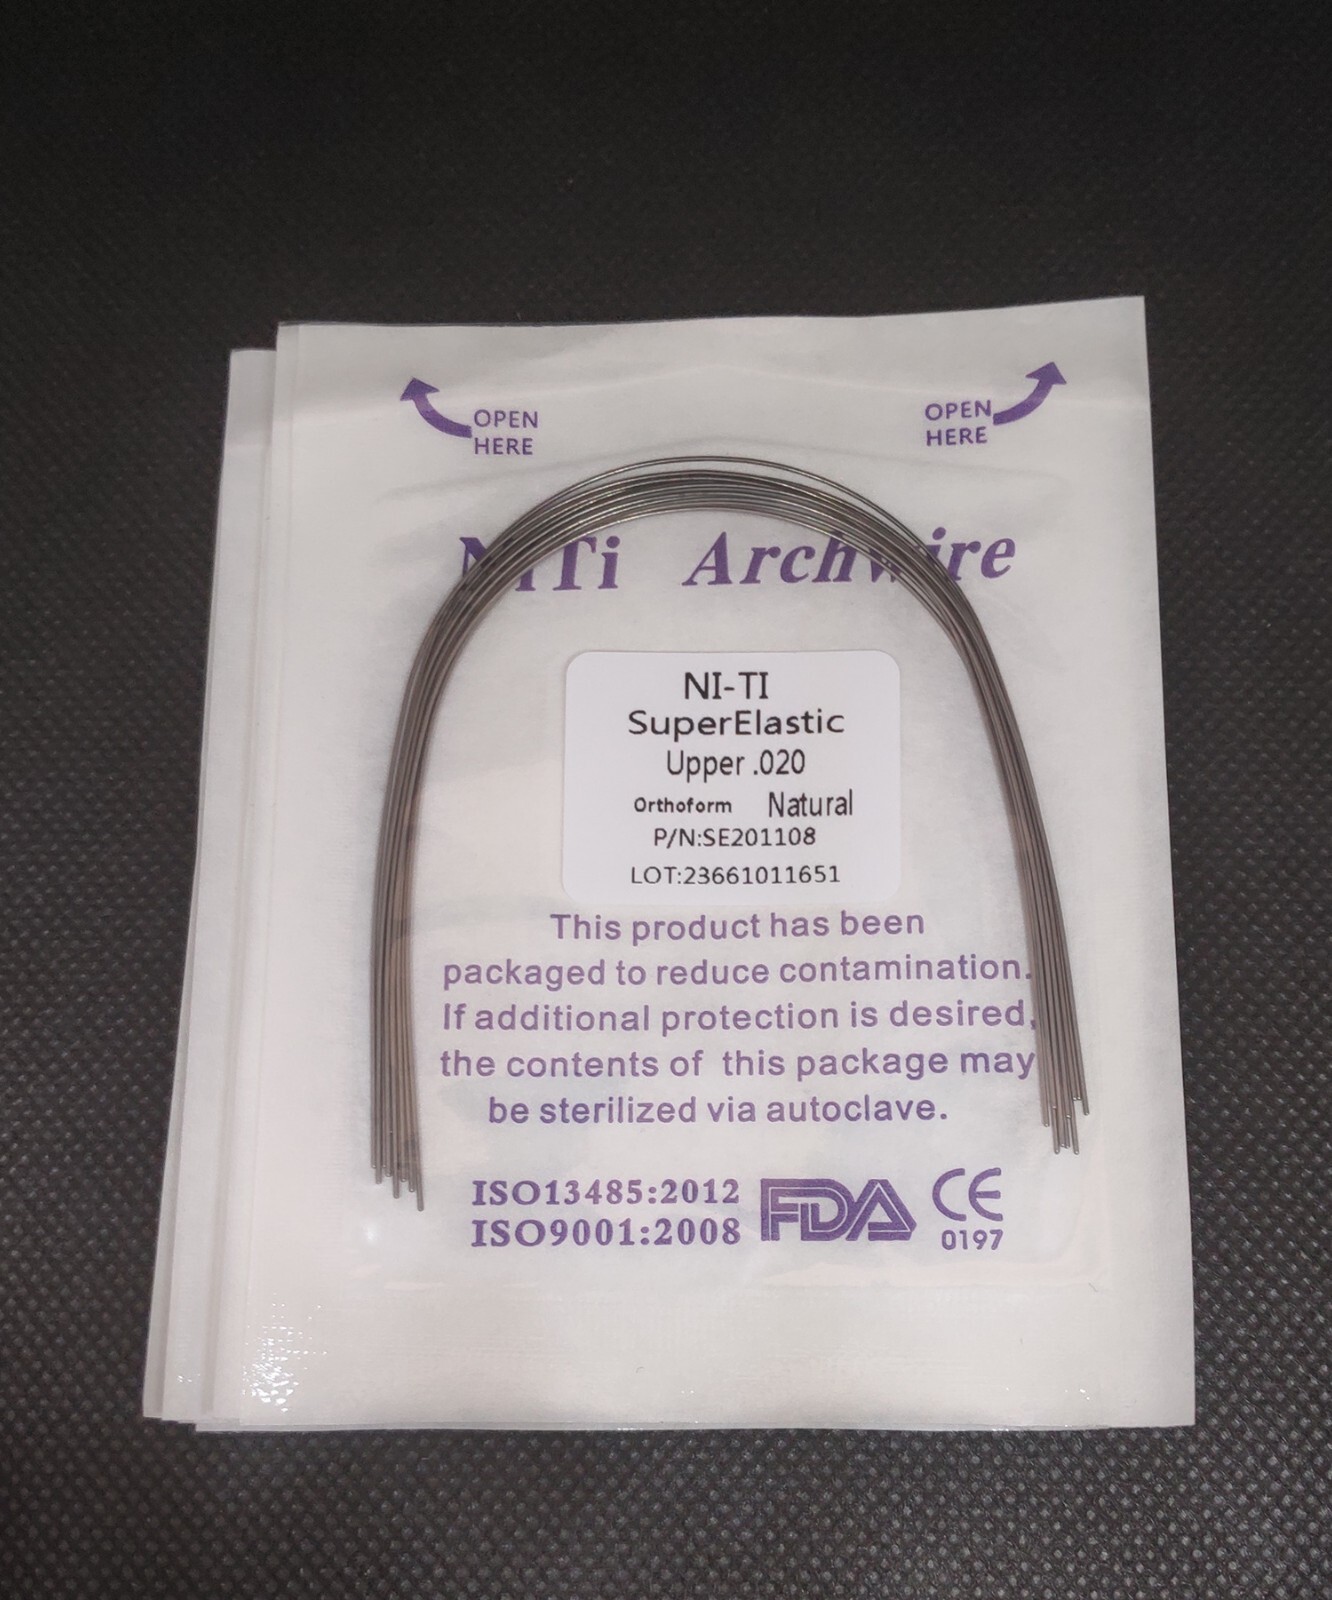 OPEN
HERE
OPEN
HERE
NiTi Archwire
NI-TI
SuperElastic
Upper .020
Orthoform Natural
P/N:SE201108
LOT:23661011651
This product has been
packaged to reduce contamination.
If additional protection is desired,
the contents of this package may
be sterilized via autoclave.
ISO13485:2012
ISO9001:2008
FDA
CE
0197